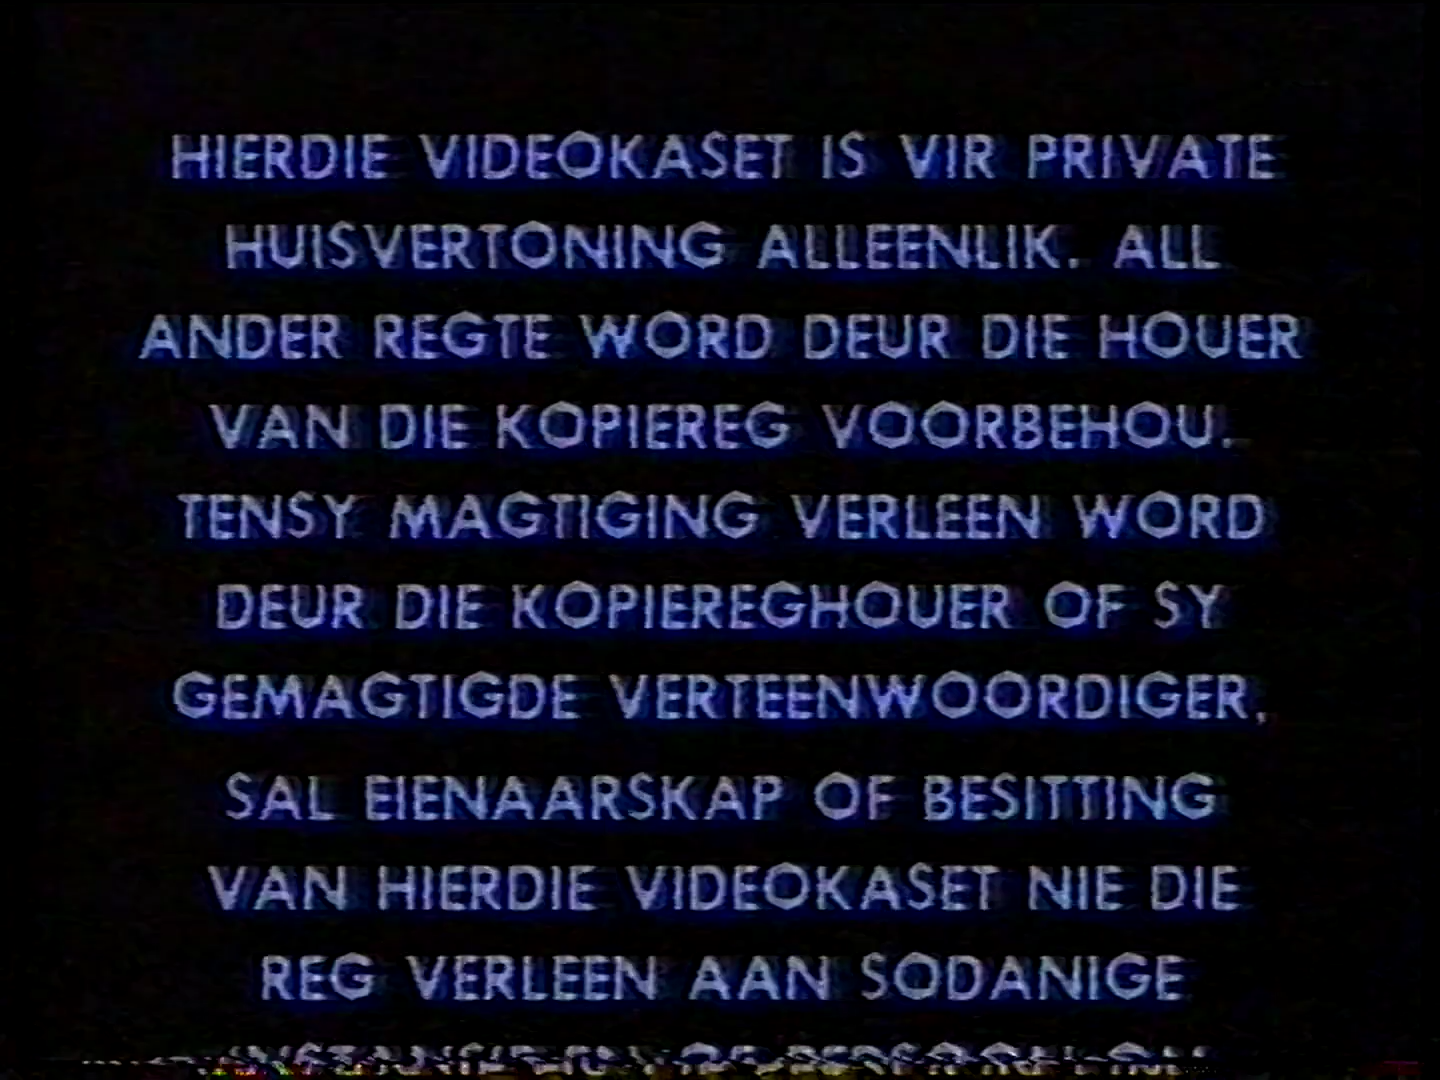 HIERDIE VIDEOKASET IS VIR PRIVATE
HUISVERTONING ALLEENLIK. ALL
ANDER REGTE WORD DEUR DIE HOUER
VAN DIE KOPIEREG VOORBEHOU.
TENSY MAGTIGING VERLEEN WORD
DEUR DIE KOPIEREGHOUER OF SY
GEMAGTIGDE VERTEENWOORDIGER,
SAL EIENAARSKAP OF BESITTING
VAN HIERDIE VIDEOKASET NIE DIE
REG VERLEEN AAN SODANIGE